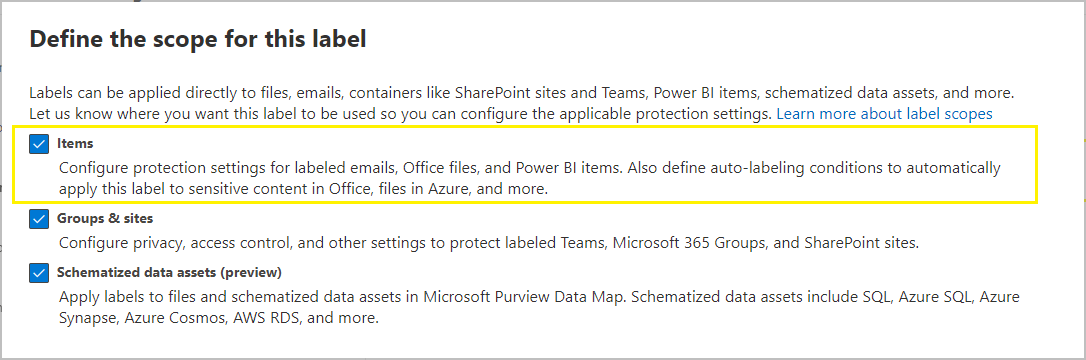 Define the scope for this label
Labels can be applied directly to files, emails, containers like SharePoint sites and Teams, Power BI items, schematized data assets, and more.
Let us know where you want this label to be used so you can configure the applicable protection settings. Learn more about label scopes
Items
Configure protection settings for labeled emails, Office files, and Power BI items. Also define auto-labeling conditions to automatically
apply this label to sensitive content in Office, files in Azure, and more.
Groups & sites
Configure privacy, access control, and other settings to protect labeled Teams, Microsoft 365 Groups, and SharePoint sites.
Schematized data assets (preview)
Apply labels to files and schematized data assets in Microsoft Purview Data Map. Schematized data assets include SQL, Azure SQL, Azure
Synapse, Azure Cosmos, AWS RDS, and more.